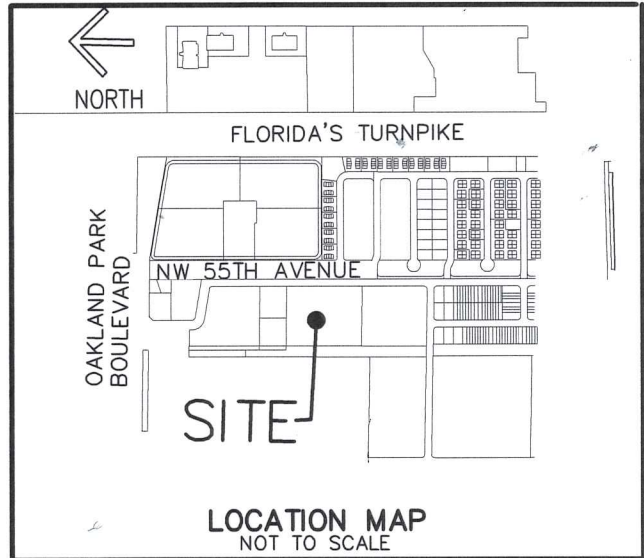 NORTH
FLORIDA'S TURNPIKE
OAKLAND PARK
BOULEVARD
NW 55TH AVENUE
SITE
LOCATION MAP
NOT TO SCALE